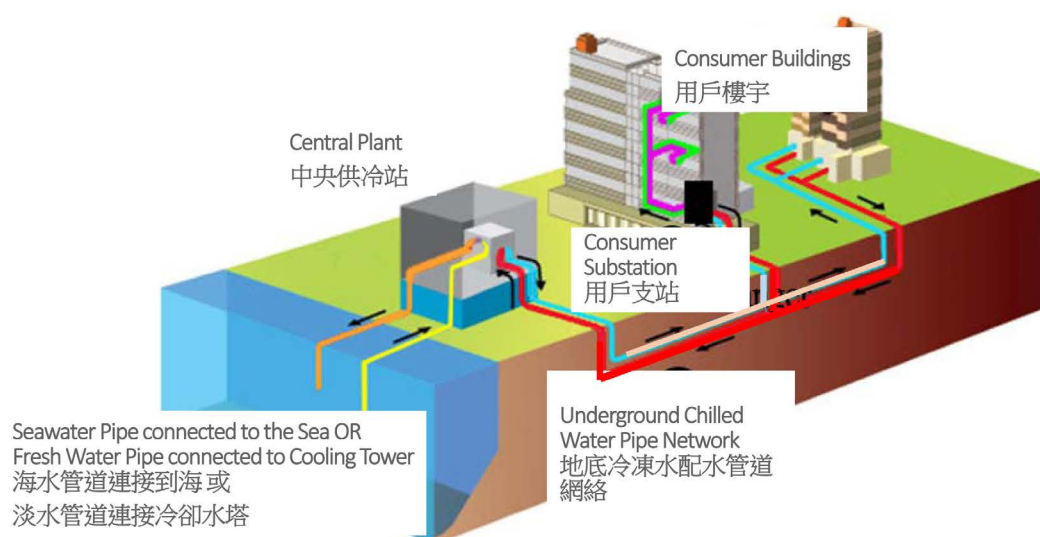 Consumer Buildings
用戶樓宇
Central Plant
中央供冷站
Consumer
Substation
用戶支站
Seawater Pipe connected to the Sea OR
Fresh Water Pipe connected to Cooling Tower
海水管道連接到海 或
淡水管道連接冷卻水塔
Underground Chilled
Water Pipe Network
地底冷凍水配水管道
網絡